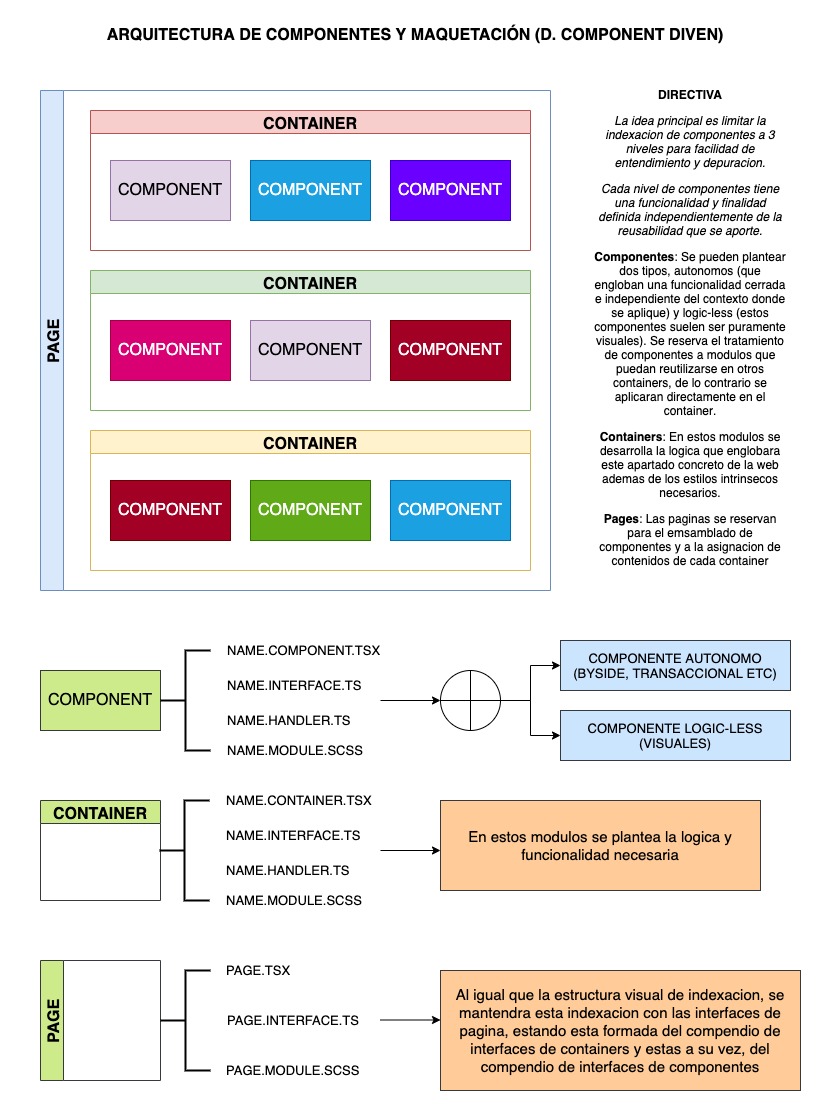 ARQUITECTURA DE COMPONENTES Y MAQUETACIÓN (D. COMPONENT DIVEN)
PAGE
CONTAINER
COMPONENT
COMPONENT
COMPONENT
CONTAINER
COMPONENT
COMPONENT
COMPONENT
CONTAINER
COMPONENT
COMPONENT
COMPONENT
DIRECTIVA
La idea principal es limitar la
indexacion de componentes a 3
niveles para facilidad de
entendimiento y depuracion.
Cada nivel de componentes tiene
una funcionalidad y finalidad
definida independientemente de la
reusabilidad que se aporte.
Componentes: Se pueden plantear
dos tipos, autonomos (que
engloban una funcionalidad cerrada
e independiente del contexto donde
se aplique) y logic-less (estos
componentes suelen ser puramente
visuales). Se reserva el tratamiento
de componentes a modulos que
puedan reutilizarse en otros
containers, de lo contrario se
aplicaran directamente en el
container.
Containers: En estos modulos se
desarrolla la logica que englobara
este apartado concreto de la web
ademas de los estilos intrinsecos
necesarios.
Pages: Las paginas se reservan
para el emsamblado de
componentes y a la asignacion de
contenidos de cada container
COMPONENT
NAME.COMPONENT.TSX
NAME.INTERFACE.TS
NAME.HANDLER.TS
NAME.MODULE.SCSS
COMPONENTE AUTONOMO
(BYSIDE, TRANSACCIONAL ETC)
COMPONENTE LOGIC-LESS
(VISUALES)
CONTAINER
NAME.CONTAINER.TSX
NAME.INTERFACE.TS
NAME.HANDLER.TS
NAME.MODULE.SCSS
En estos modulos se plantea la logica y
funcionalidad necesaria
PAGE
PAGE.TSX
PAGE.INTERFACE.TS
PAGE.MODULE.SCSS
Al igual que la estructura visual de indexacion, se
mantendra esta indexacion con las interfaces de
pagina, estando esta formada del compendio de
interfaces de containers y estas a su vez, del
compendio de interfaces de componentes